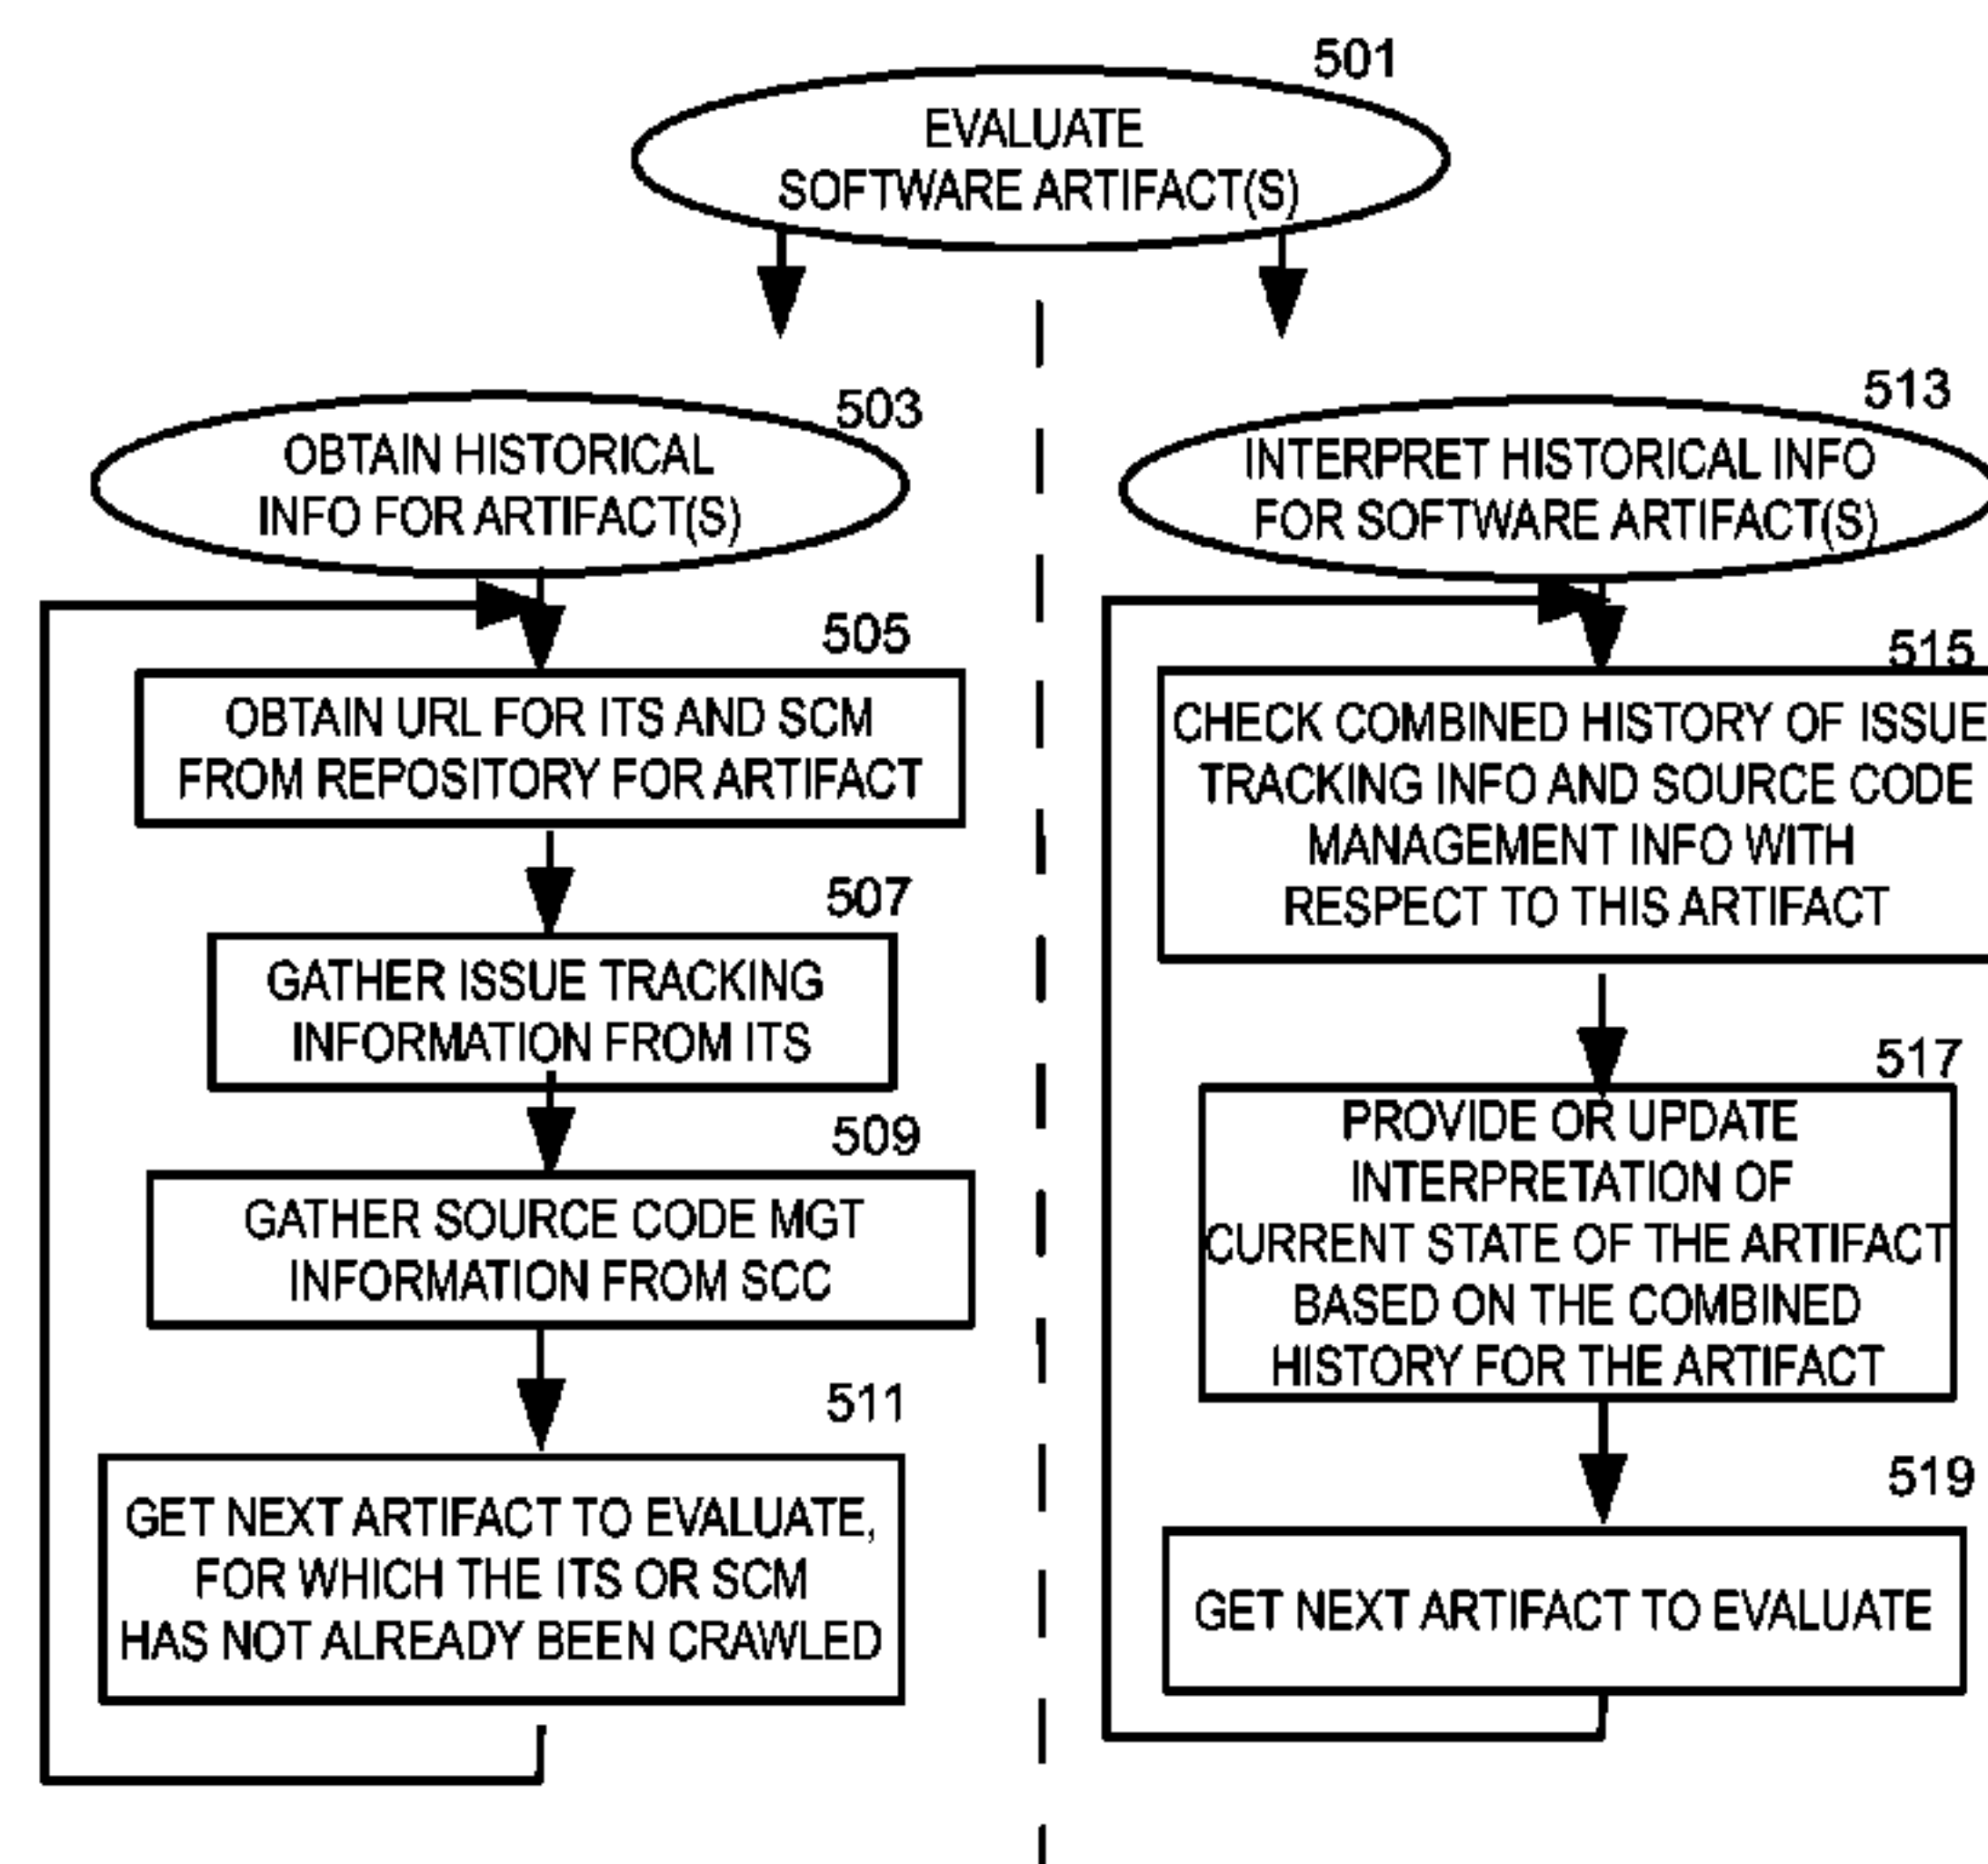 501
EVALUATE
SOFTWARE ARTIFACT(S)
503
OBTAIN HISTORICAL
INFO FOR ARTIFACT(S)
505
OBTAIN URL FOR ITS AND SCM
FROM REPOSITORY FOR ARTIFACT
507
GATHER ISSUE TRACKING
INFORMATION FROM ITS
509
GATHER SOURCE CODE MGT
INFORMATION FROM SCC
511
GET NEXT ARTIFACT TO EVALUATE,
FOR WHICH THE ITS OR SCM
HAS NOT ALREADY BEEN CRAWLED
513
INTERPRET HISTORICAL INFO
FOR SOFTWARE ARTIFACT(S)
515
CHECK COMBINED HISTORY OF ISSUE
TRACKING INFO AND SOURCE CODE
MANAGEMENT INFO WITH
RESPECT TO THIS ARTIFACT
517
PROVIDE OR UPDATE
INTERPRETATION OF
CURRENT STATE OF THE ARTIFACT
BASED ON THE COMBINED
HISTORY FOR THE ARTIFACT
519
GET NEXT ARTIFACT TO EVALUATE